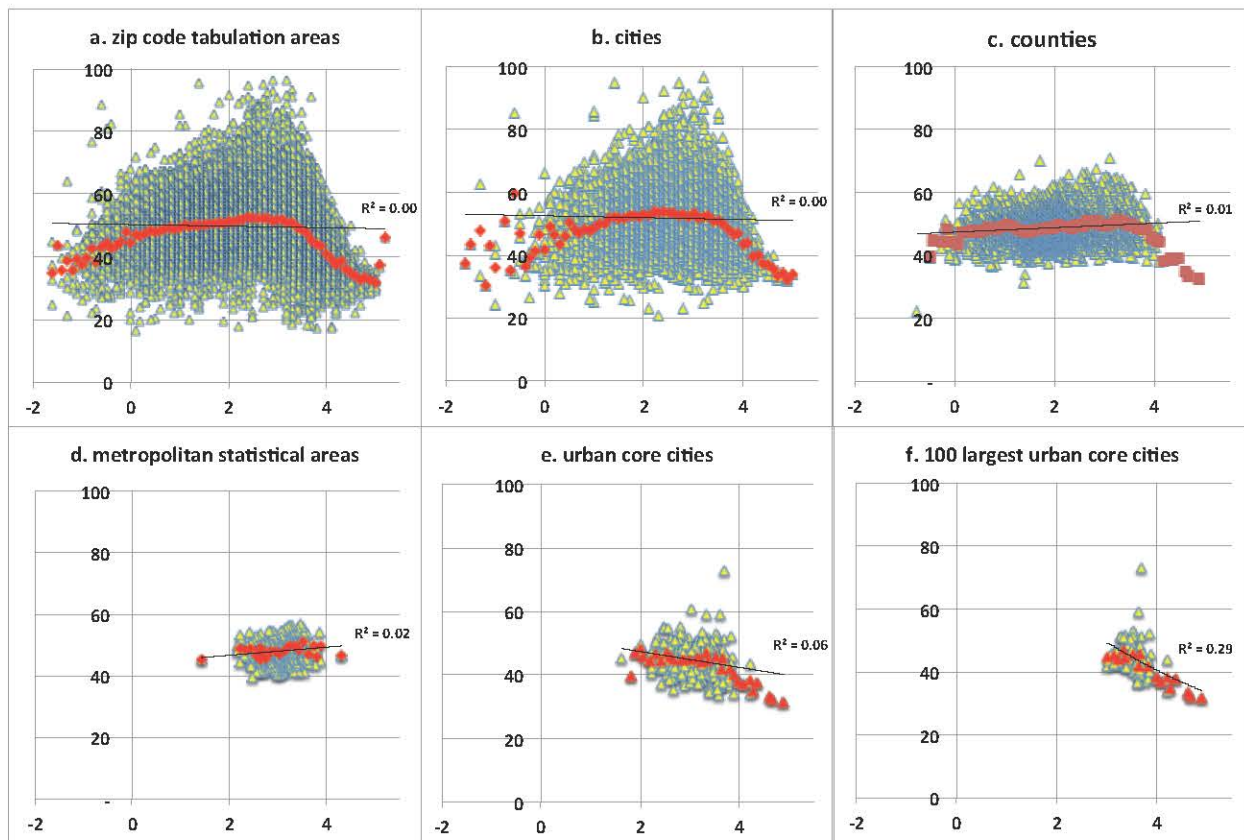 a. zip code tabulation areas
100
80
60
R² = 0.00
40
20
0
-2 0 2 4
b. cities
100
80
60
R² = 0.00
40
20
0
-2 0 2 4
c. counties
100
80
60
R² = 0.01
40
20
-
-2 0 2 4
d. metropolitan statistical areas
100
80
60
R² = 0.02
40
20
-
-2 0 2 4
e. urban core cities
100
80
60
R² = 0.06
40
20
0
-2 0 2 4
f. 100 largest urban core cities
100
80
60
R² = 0.29
40
20
0
-2 0 2 4